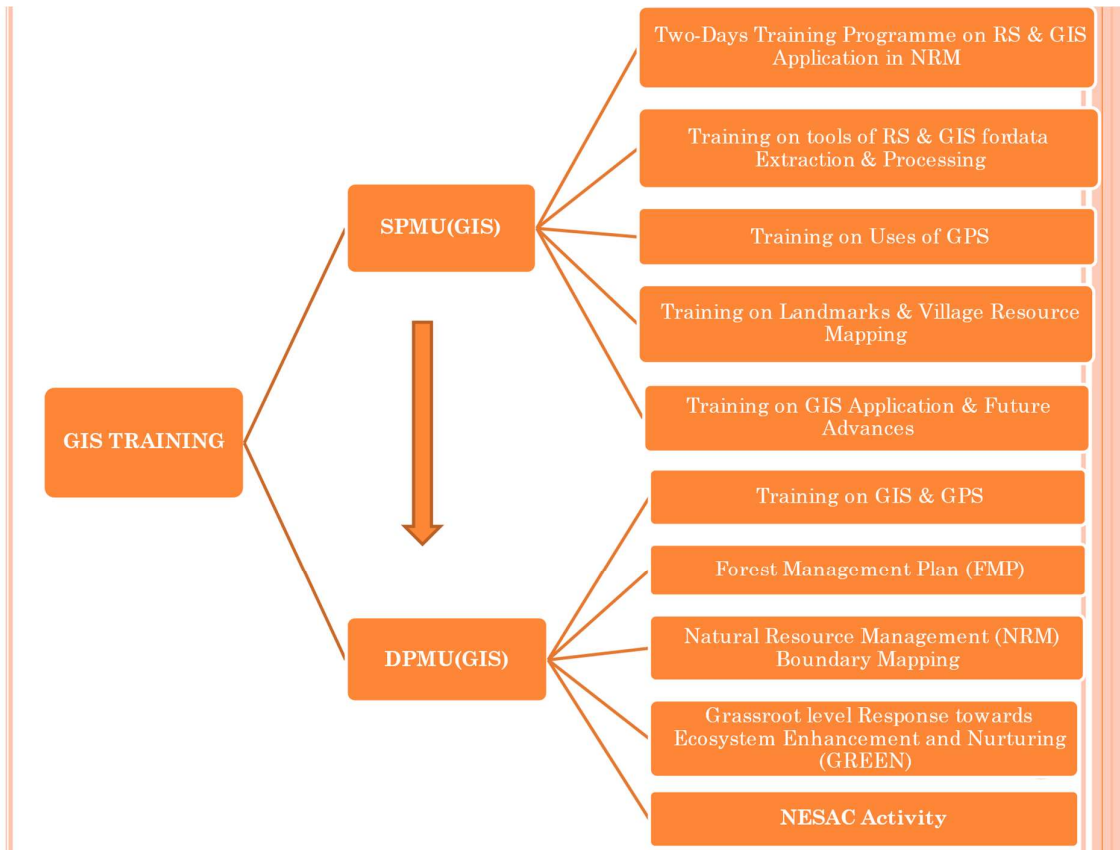 Two-Days Training Programme on RS & GIS
Application in NRM
Training on tools of RS & GIS fordata
Extraction & Processing
SPMU(GIS)
Training on Uses of GPS
Training on Landmarks & Village Resource
Mapping
Training on GIS Application & Future
Advances
GIS TRAINING
Training on GIS & GPS
Forest Management Plan (FMP)
DPMU(GIS)
Natural Resource Management (NRM)
Boundary Mapping
Grassroot level Response towards
Ecosystem Enhancement and Nurturing
(GREEN)
NESAC Activity